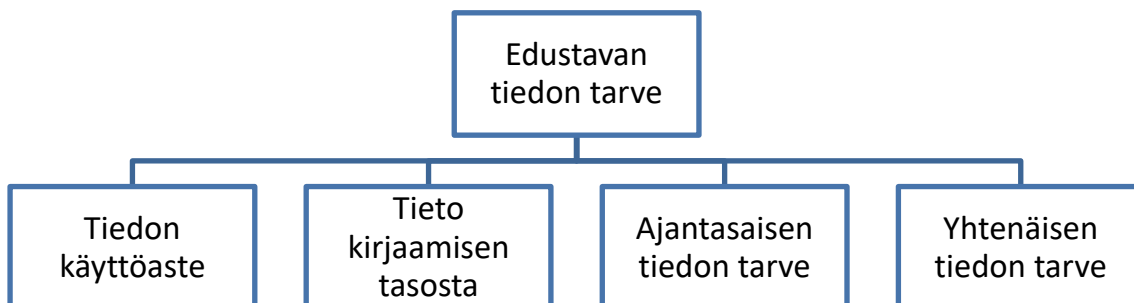 Edustavan
tiedon tarve
Tiedon
käyttöaste
Tieto
kirjaamisen
tasosta
Ajantasaisen
tiedon tarve
Yhtenäisen
tiedon tarve